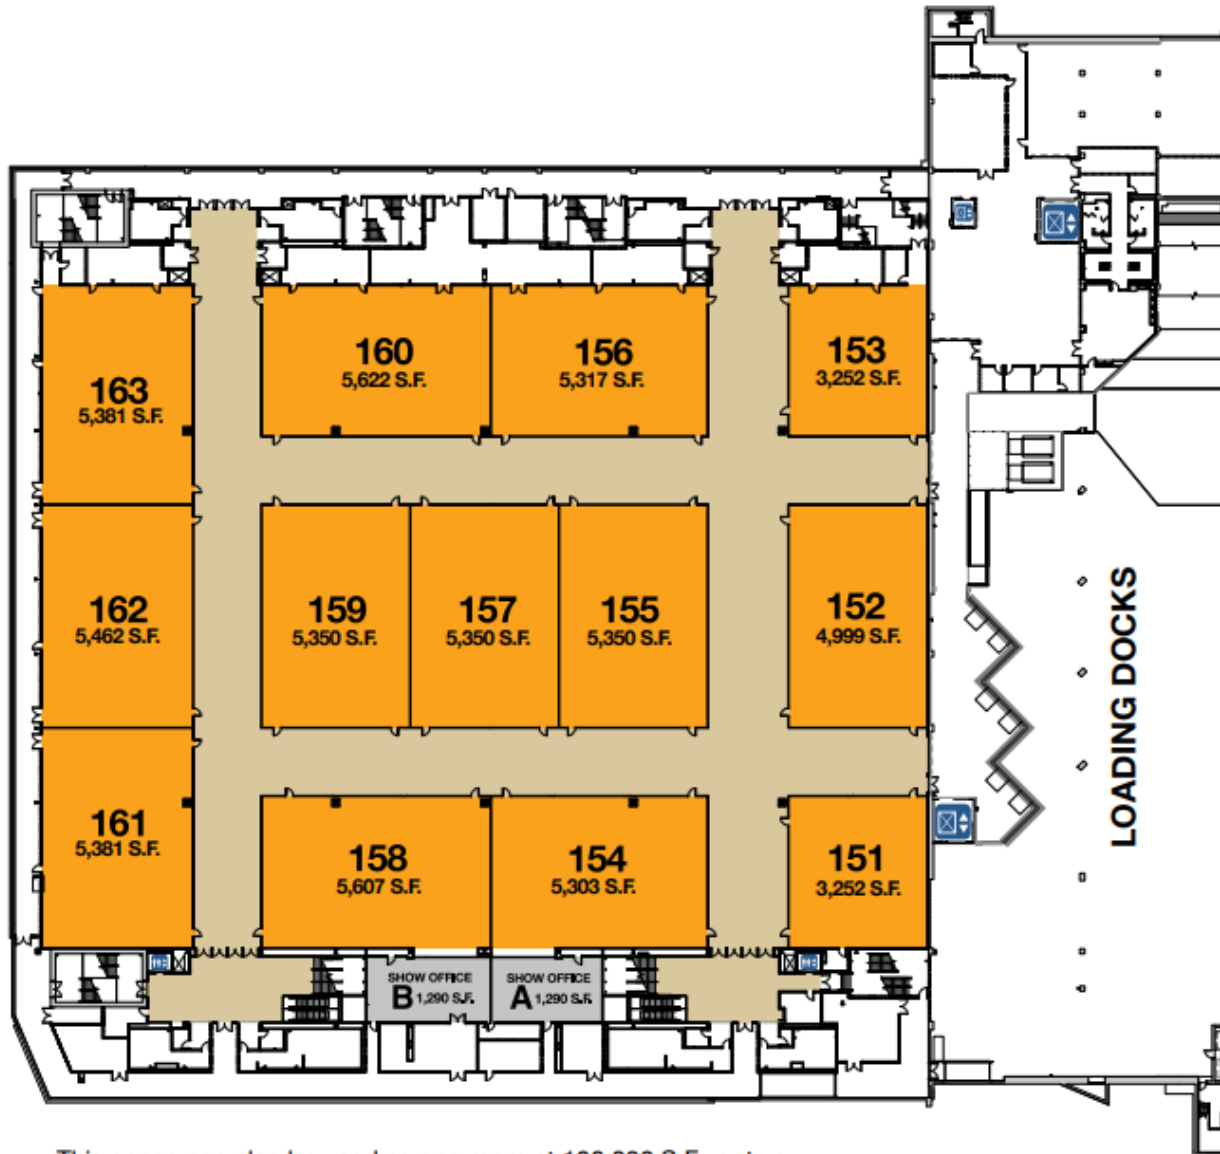 163
5,381 S.F.
160
5,622 S.F.
156
5,317 S.F.
153
3,252 S.F.
162
5,462 S.F.
159
5,350 S.F.
157
5,350 S.F.
155
5,350 S.F.
152
4,999 S.F.
LOADING DOCKS
161
5,381 S.F.
158
5,607 S.F.
154
5,303 S.F.
151
3,252 S.F.
SHOW OFFICE
B 1,290 S.F.
SHOW OFFICE
A 1,290 S.F.